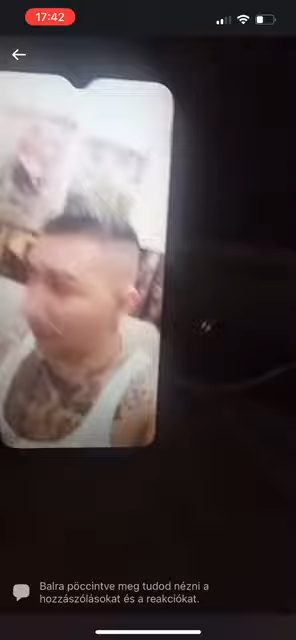 17:42
Balra pöccintve meg tudod nézni a
hozzászólásokat és a reakciókat.